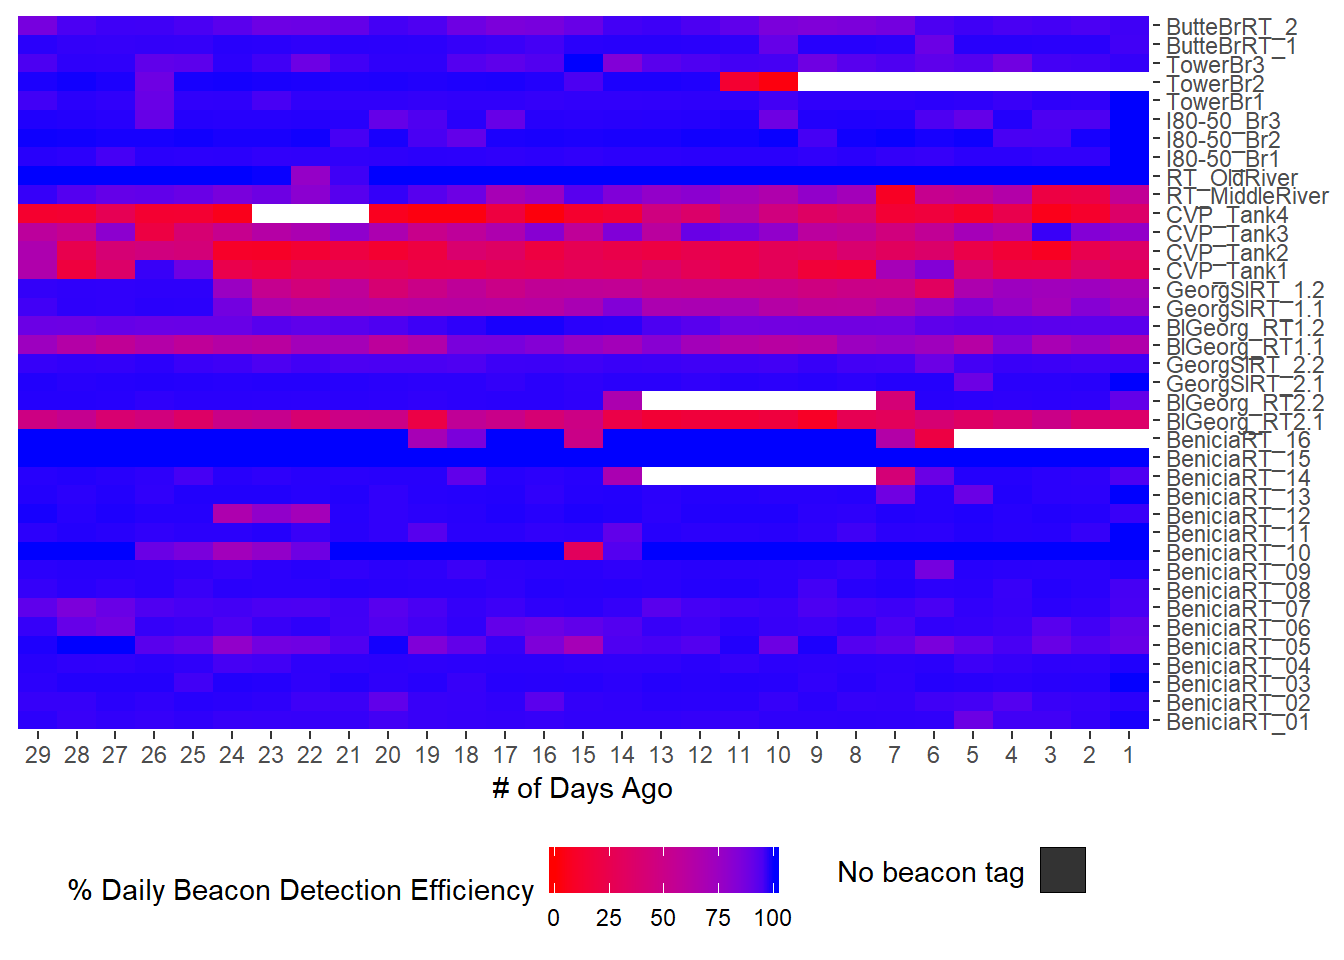 ButteBrRT_2
ButteBrRT_1
TowerBr3
TowerBr2
TowerBr1
I80-50_Br3
I80-50_Br2
I80-50_Br1
RT_OldRiver
RT_MiddleRiver
CVP_Tank4
CVP_Tank3
CVP_Tank2
CVP_Tank1
GeorgSlRT_1.2
GeorgSlRT_1.1
BlGeorg_RT1.2
BlGeorg_RT1.1
GeorgSlRT_2.2
GeorgSlRT_2.1
BlGeorg_RT2.2
BlGeorg_RT2.1
BeniciaRT_16
BeniciaRT_15
BeniciaRT_14
BeniciaRT_13
BeniciaRT_12
BeniciaRT_11
BeniciaRT_10
BeniciaRT_09
BeniciaRT_08
BeniciaRT_07
BeniciaRT_06
BeniciaRT_05
BeniciaRT_04
BeniciaRT_03
BeniciaRT_02
BeniciaRT_01
29 28 27 26 25 24 23 22 21 20 19 18 17 16 15 14 13 12 11 10 9 8 7 6 5 4 3 2 1
# of Days Ago
% Daily Beacon Detection Efficiency
0 25 50 75 100
No beacon tag